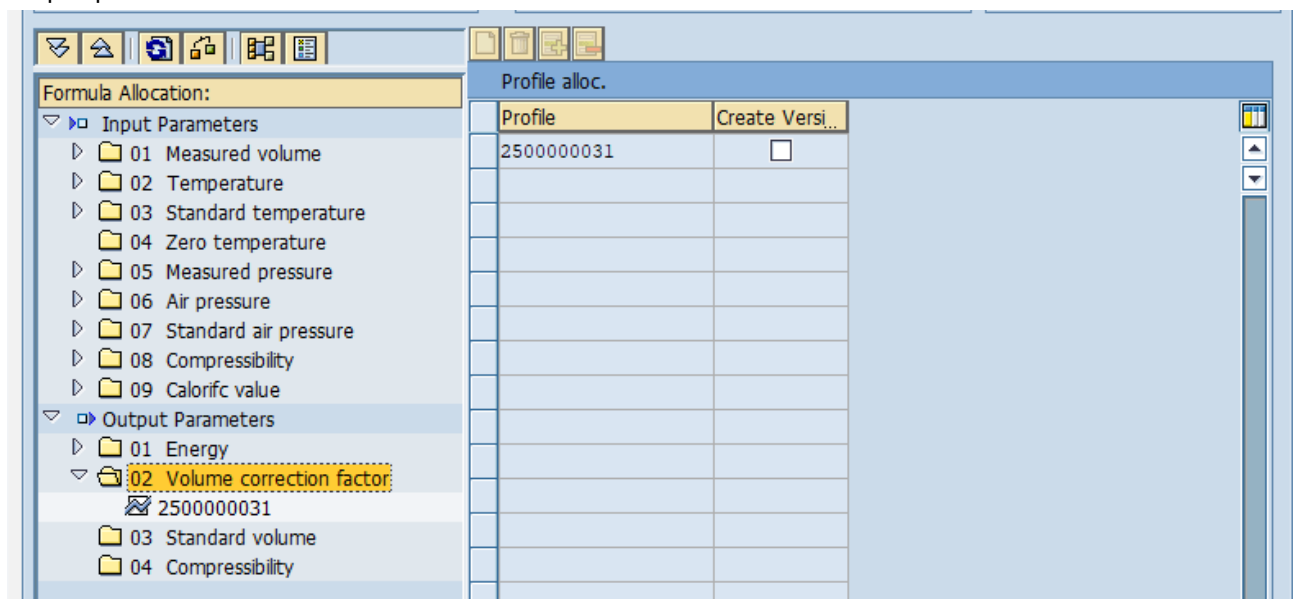 Formula Allocation:
Input Parameters
01 Measured volume
02 Temperature
03 Standard temperature
04 Zero temperature
05 Measured pressure
06 Air pressure
07 Standard air pressure
08 Compressibility
09 Calorifc value
Output Parameters
01 Energy
02 Volume correction factor
2500000031
03 Standard volume
04 Compressibility
Profile alloc.
Profile Create Versi...
2500000031